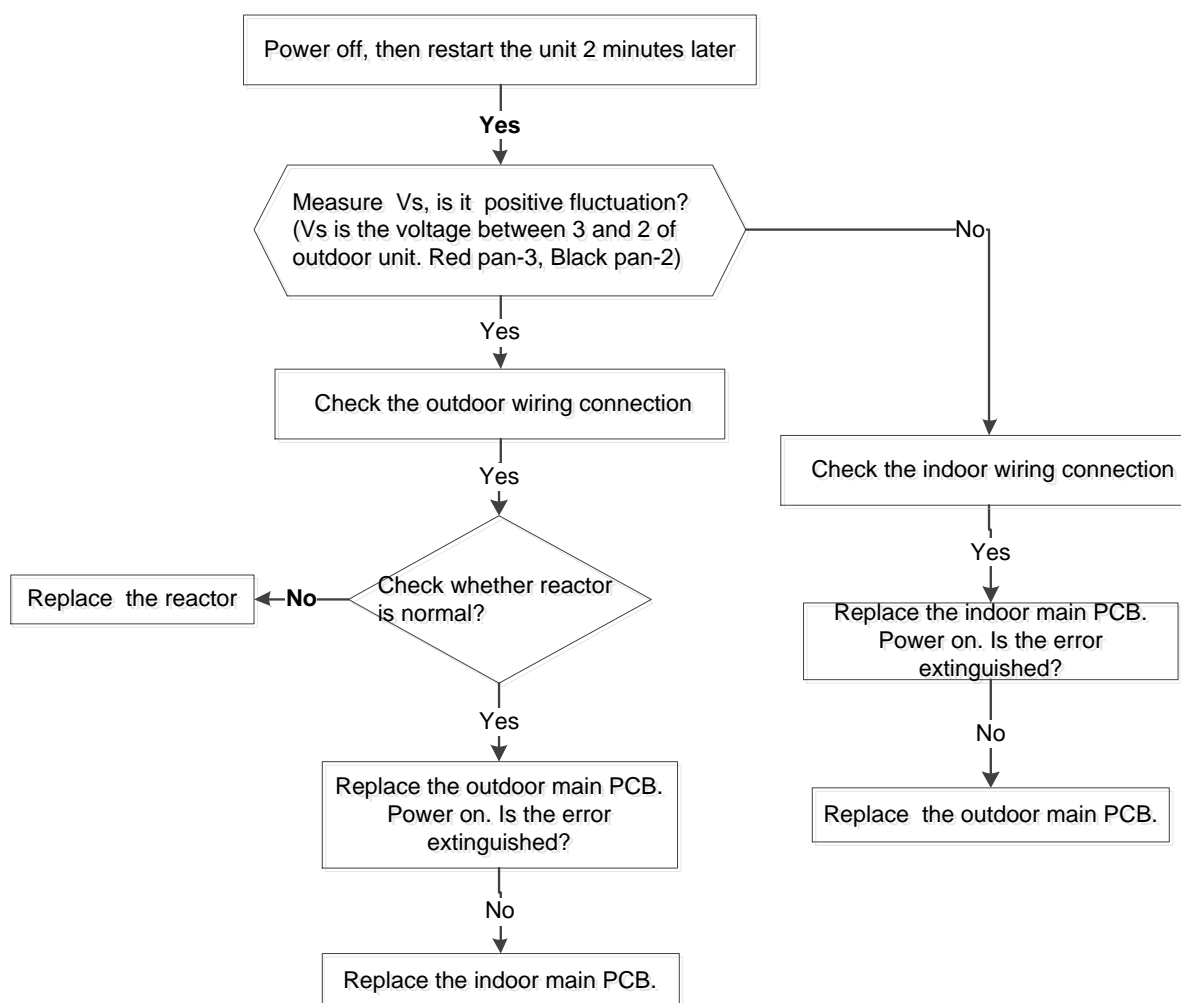 Power off, then restart the unit 2 minutes later
Yes
Measure Vs, is it positive fluctuation?
(Vs is the voltage between 3 and 2 of
outdoor unit. Red pan-3, Black pan-2)
No
Yes
Check the outdoor wiring connection
Check the indoor wiring connection
Yes
Yes
Check whether reactor
is normal?
No
Replace the reactor
Replace the indoor main PCB.
Power on. Is the error
extinguished?
Yes
No
Replace the outdoor main PCB.
Power on. Is the error
extinguished?
Replace the outdoor main PCB.
No
Replace the indoor main PCB.